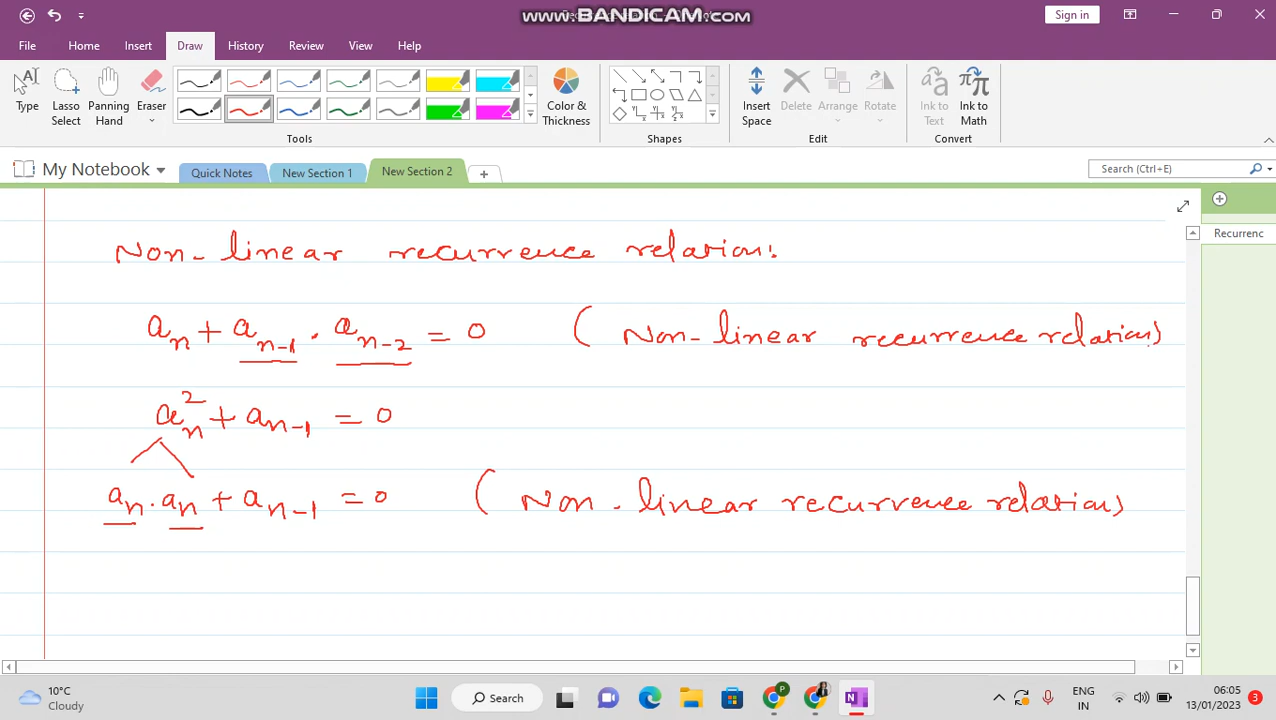 www.BANDICAM.com
Sign in
File Home Insert Draw History Review View Help
Type Lasso Select Panning Hand Eraser Color & Thickness Insert Space Delete Arrange Rotate Ink to Text Ink to Math
Tools Shapes Edit Convert
My Notebook Quick Notes New Section 1 New Section 2 Search (Ctrl+E)
Recurrenc
Non-linear recurrence relation:
aₙ + aₙ₋₁ · aₙ₋₂ = 0 (Non-linear recurrence relation)
aₙ² + aₙ₋₁ = 0
aₙ · aₙ + aₙ₋₁ = 0 (Non-linear recurrence relation)
10°C
Cloudy
Search
ENG
IN
06:05
13/01/2023
3